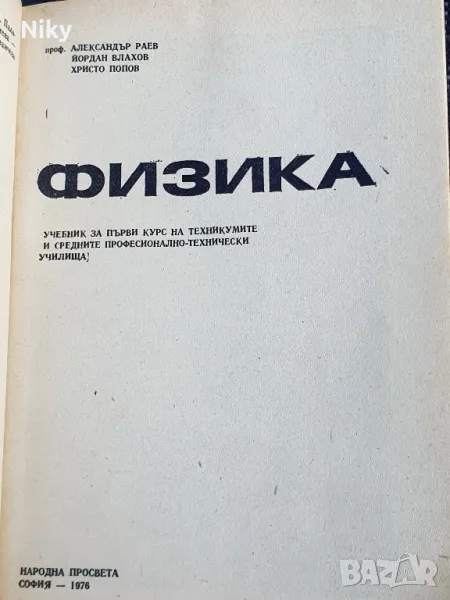 Niky
проф. АЛЕКСАНДЪР РАЕВ
ЙОРДАН ВЛАХОВ
ХРИСТО ПОПОВ
ФИЗИКА
УЧЕБНИК ЗА ПЪРВИ КУРС НА ТЕХНИКУМИТЕ
И СРЕДНИТЕ ПРОФЕСИОНАЛНО-ТЕХНИЧЕСКИ
УЧИЛИЩА
НАРОДНА ПРОСВЕТА
СОФИЯ — 1976
BAZAR